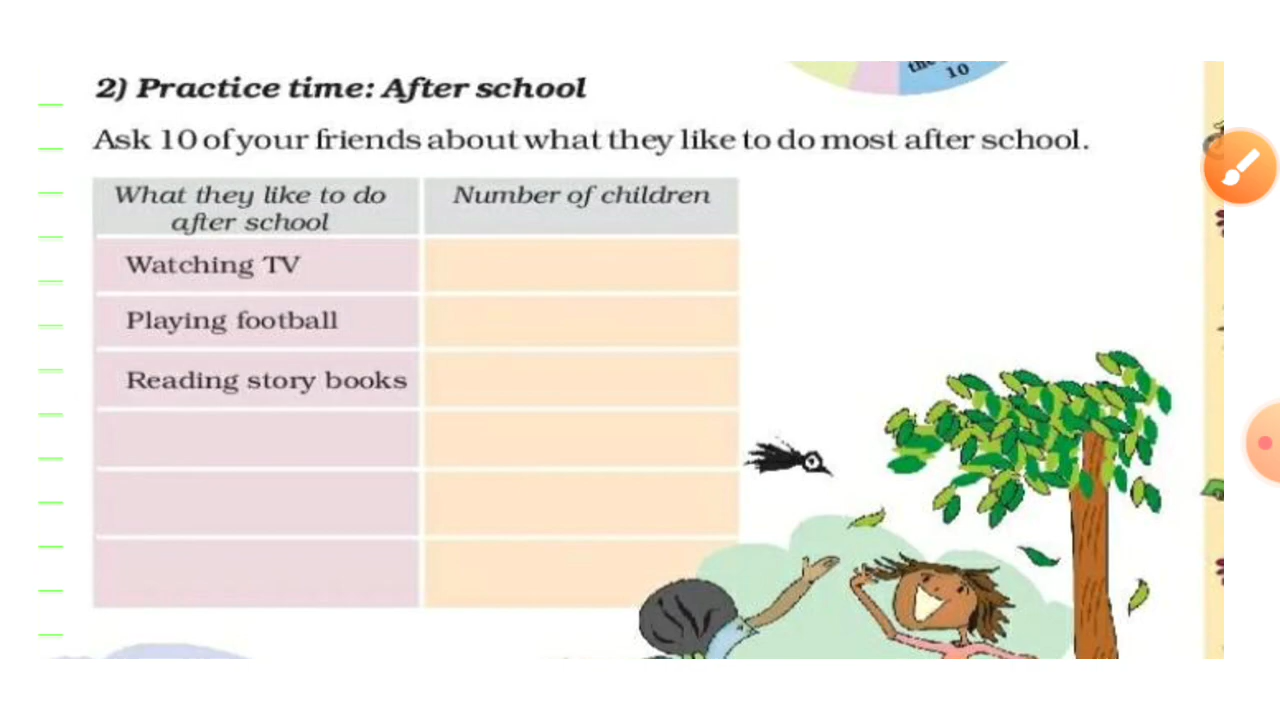 the
10
2) Practice time: After school
Ask 10 of your friends about what they like to do most after school.
What they like to do
after school
Number of children
Watching TV
Playing football
Reading story books